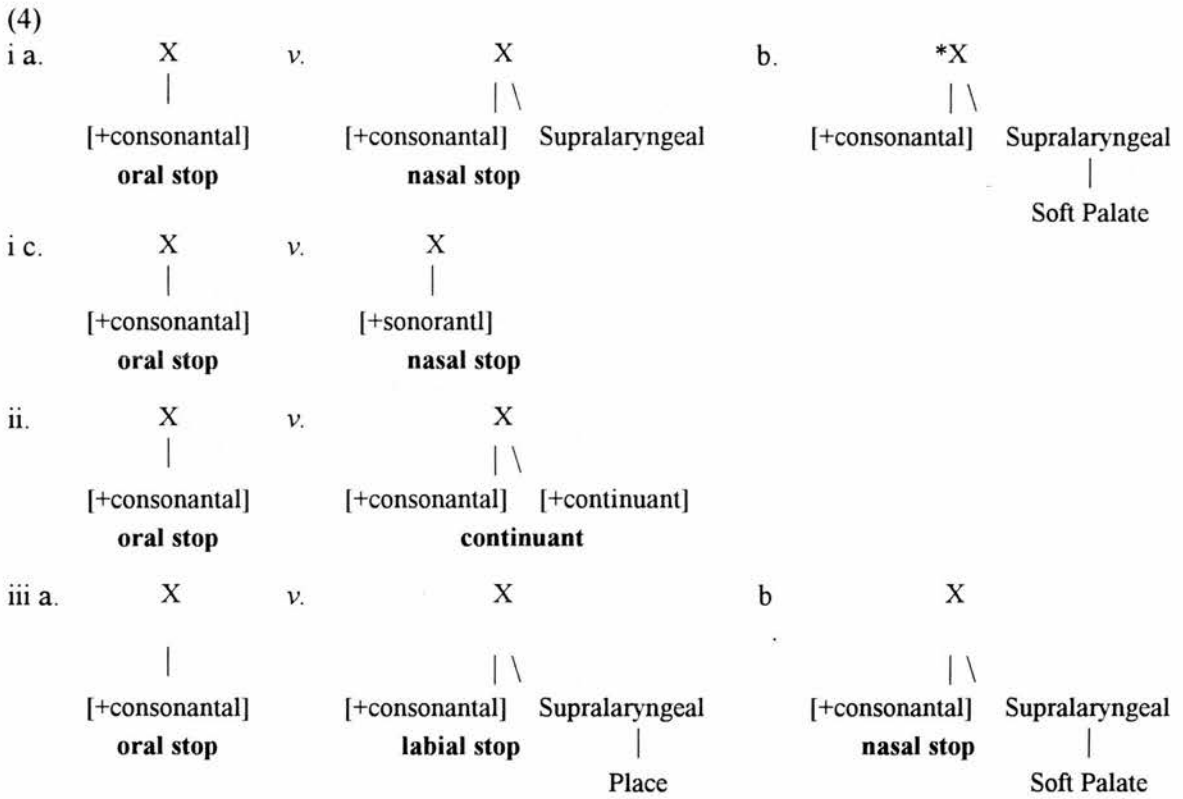 (4)
i a. X v. X b. *X
[+consonantal] [+consonantal] Supralaryngeal [+consonantal] Supralaryngeal
oral stop nasal stop
Soft Palate
i c. X v. X
[+consonantal] [+sonorantl]
oral stop nasal stop
ii. X v. X
[+consonantal] [+consonantal] [+continuant]
oral stop continuant
iii a. X v. X b X
.
[+consonantal] [+consonantal] Supralaryngeal [+consonantal] Supralaryngeal
oral stop labial stop nasal stop
Place Soft Palate